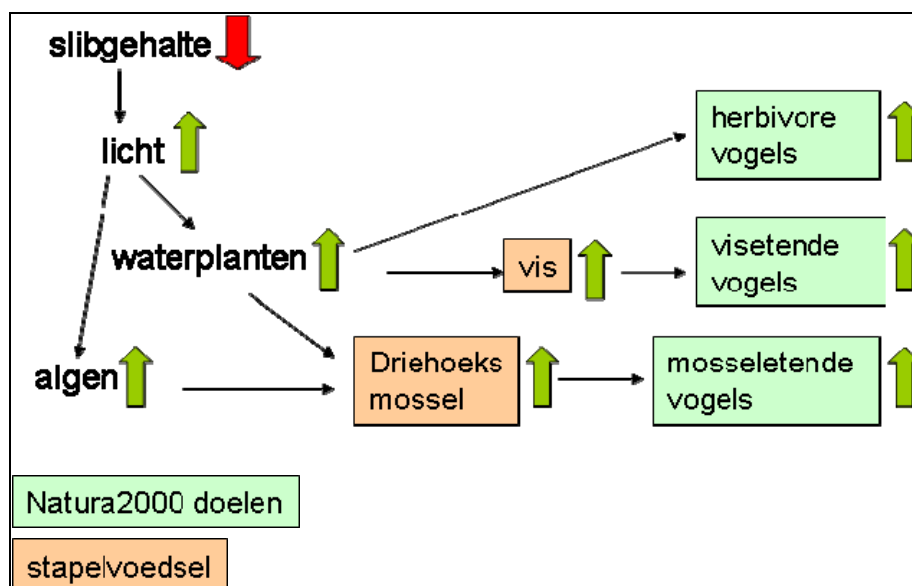 slibgehalte
licht
herbivore
vogels
waterplanten
vis
visetende
vogels
algen
Driehoeks
mossel
mosseletende
vogels
Natura2000 doelen
stapelvoedsel